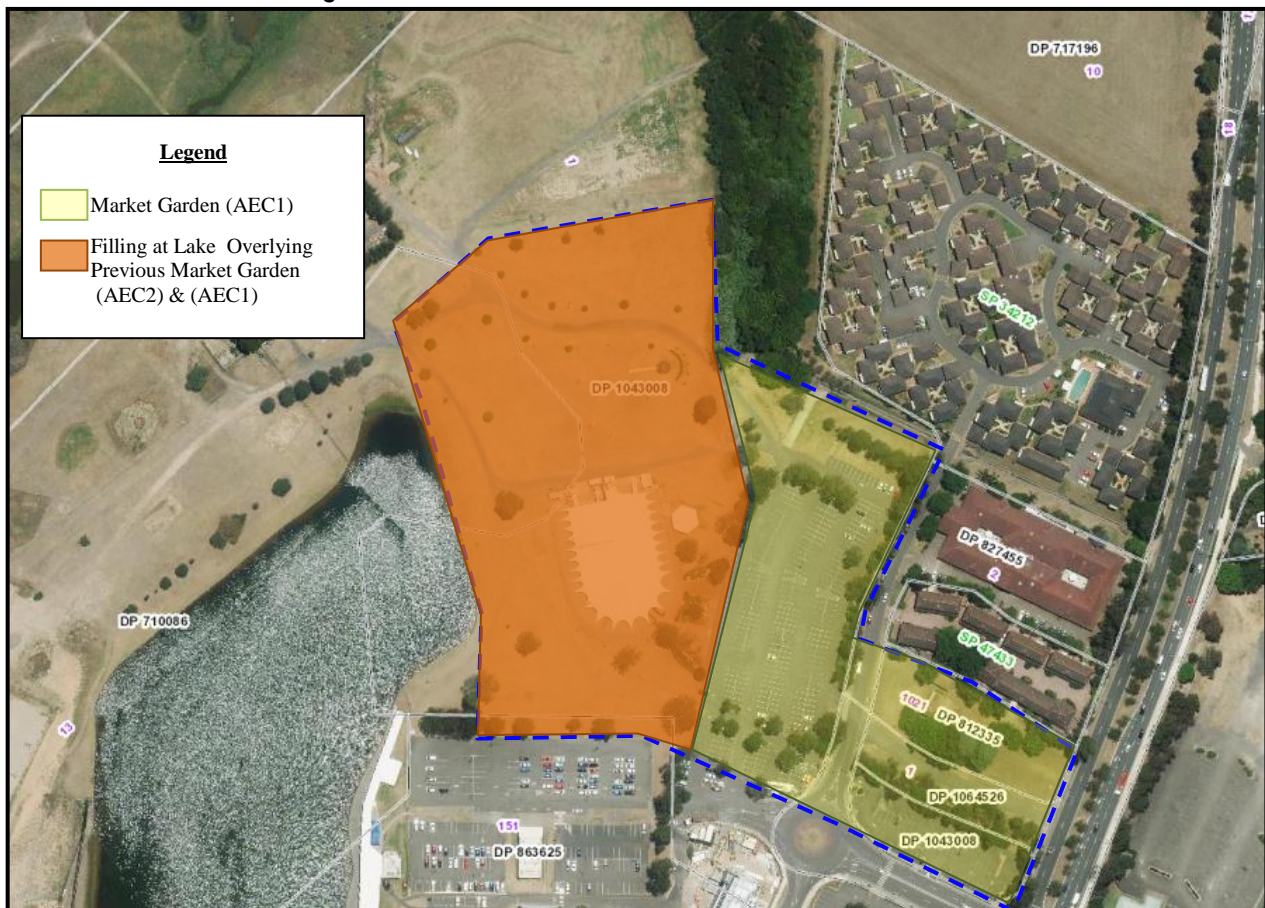 DP 717196
10
18
1
Legend
Market Garden (AEC1)
Filling at Lake Overlying
Previous Market Garden
(AEC2) & (AEC1)
SP 34212
DP 1043008
DP 827455
2
SP 47433
DP 710086
13
1021
DP 812335
1
DP 1064526
DP 1043008
151
DP 863625